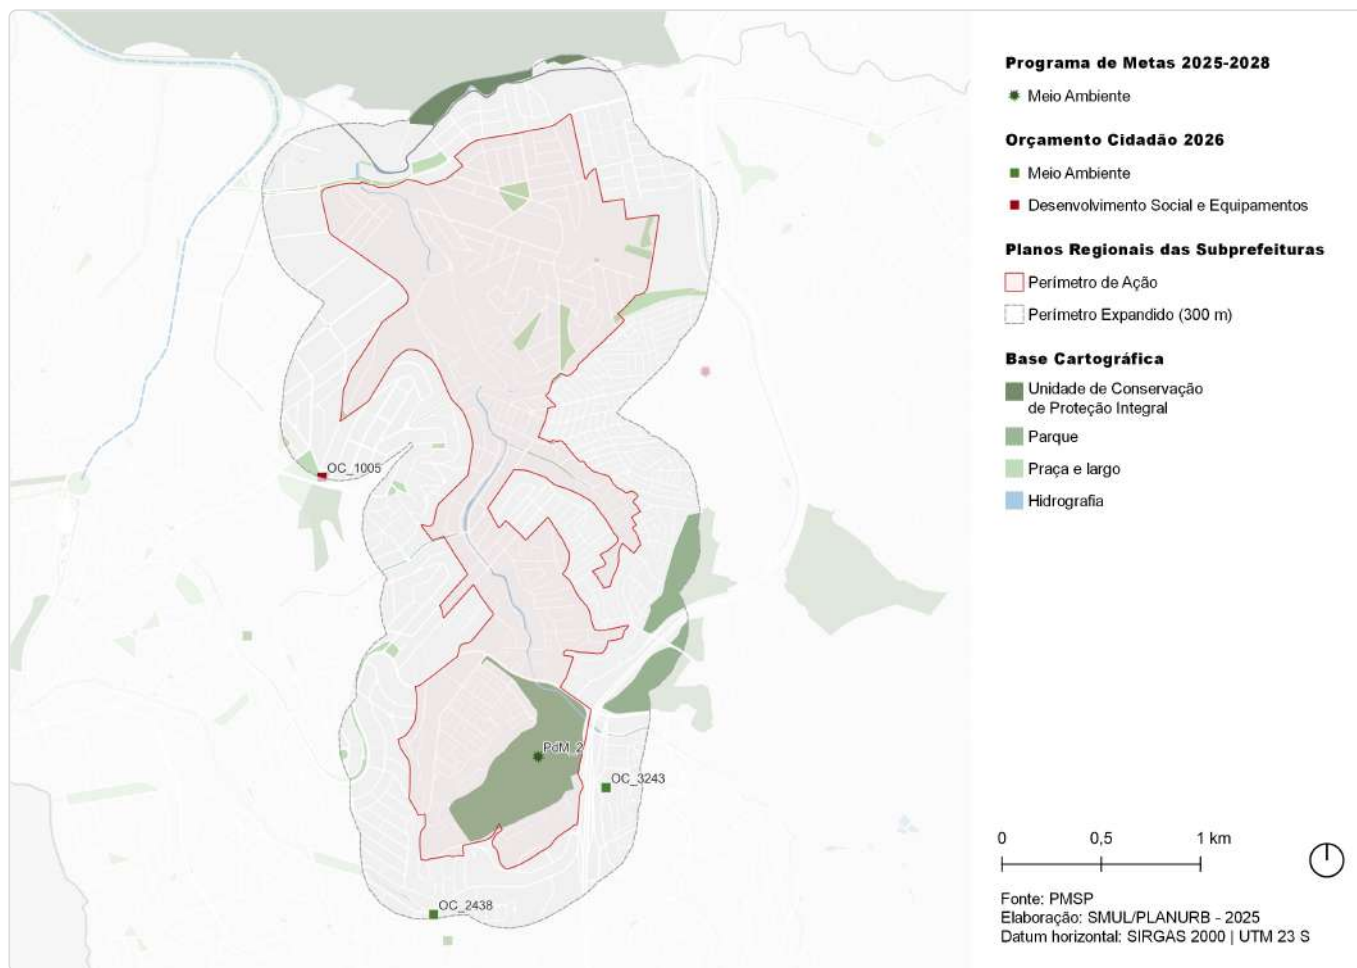 Programa de Metas 2025-2028
Meio Ambiente
Orçamento Cidadão 2026
Meio Ambiente
Desenvolvimento Social e Equipamentos
Planos Regionais das Subprefeituras
Perímetro de Ação
Perímetro Expandido (300 m)
Base Cartográfica
Unidade de Conservação
de Proteção Integral
Parque
Praça e largo
Hidrografia
OC_1005
PdM_2
OC_3243
OC_2438
0 0,5 1 km
Fonte: PMSP
Elaboração: SMUL/PLANURB - 2025
Datum horizontal: SIRGAS 2000 | UTM 23 S